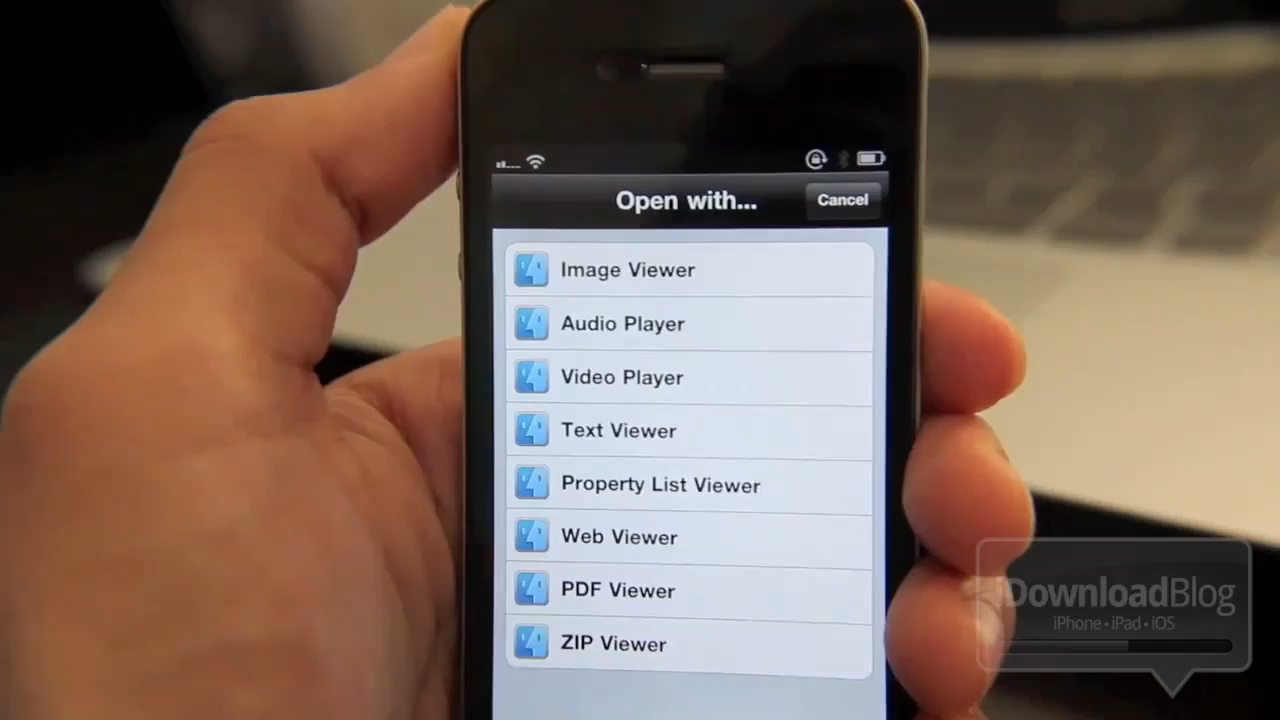 Open with...
Cancel
Image Viewer
Audio Player
Video Player
Text Viewer
Property List Viewer
Web Viewer
PDF Viewer
ZIP Viewer
iDownloadBlog
iPhone • iPad • iOS